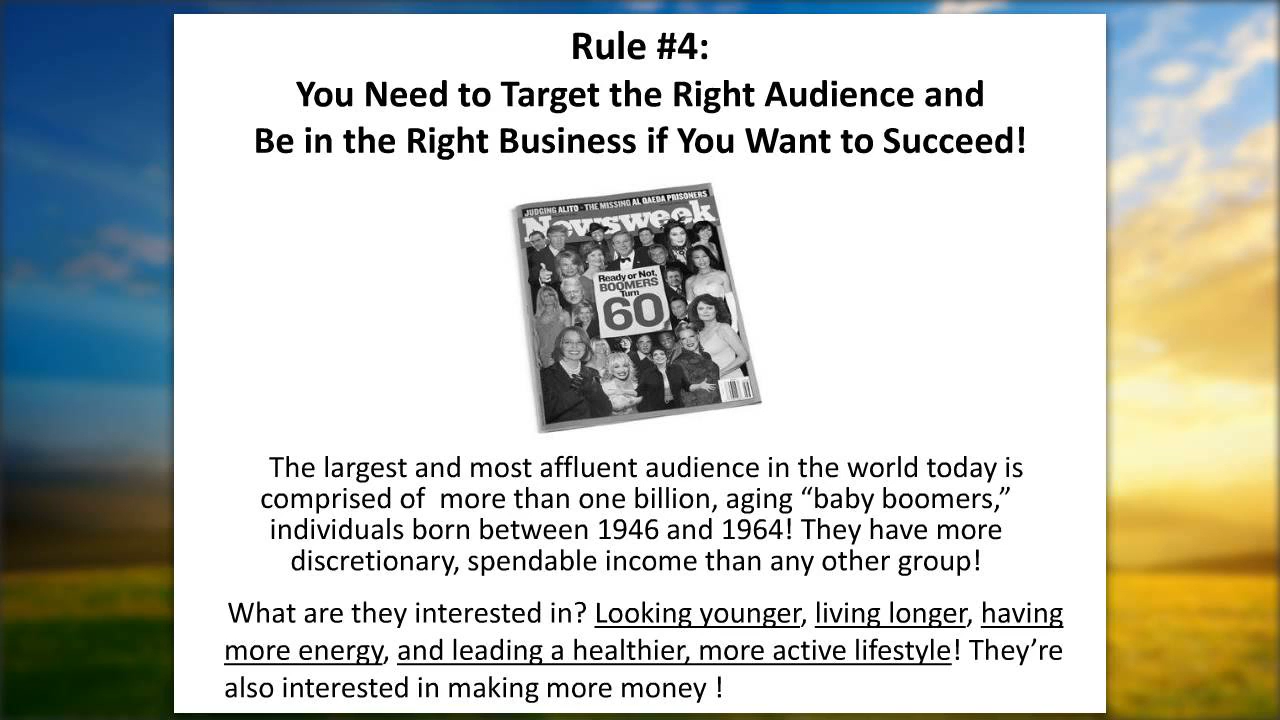 Rule #4:
You Need to Target the Right Audience and
Be in the Right Business if You Want to Succeed!
JUDGING ALITO - THE MISSING AL QAEDA PRISONERS
Newsweek
Ready or Not,
BOOMERS
Turn
60
The largest and most affluent audience in the world today is
comprised of  more than one billion, aging “baby boomers,”
individuals born between 1946 and 1964! They have more
discretionary, spendable income than any other group!
What are they interested in? Looking younger, living longer, having
more energy, and leading a healthier, more active lifestyle! They’re
also interested in making more money !